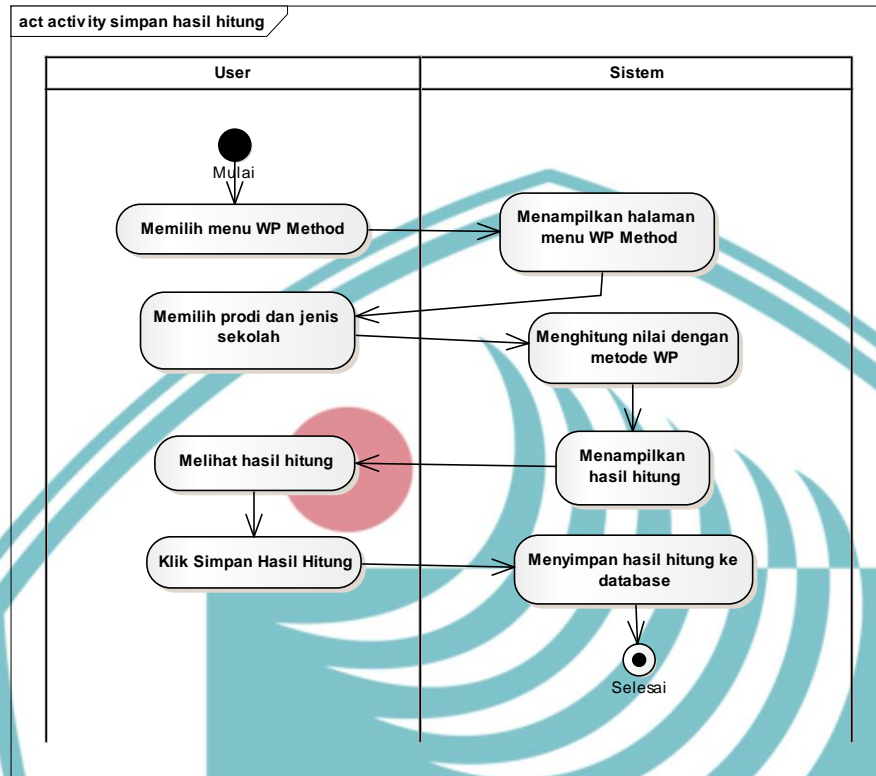 act activity simpan hasil hitung
User
Sistem
Mulai
Memilih menu WP Method
Menampilkan halaman
menu WP Method
Memilih prodi dan jenis
sekolah
Menghitung nilai dengan
metode WP
Melihat hasil hitung
Menampilkan
hasil hitung
Klik Simpan Hasil Hitung
Menyimpan hasil hitung ke
database
Selesai